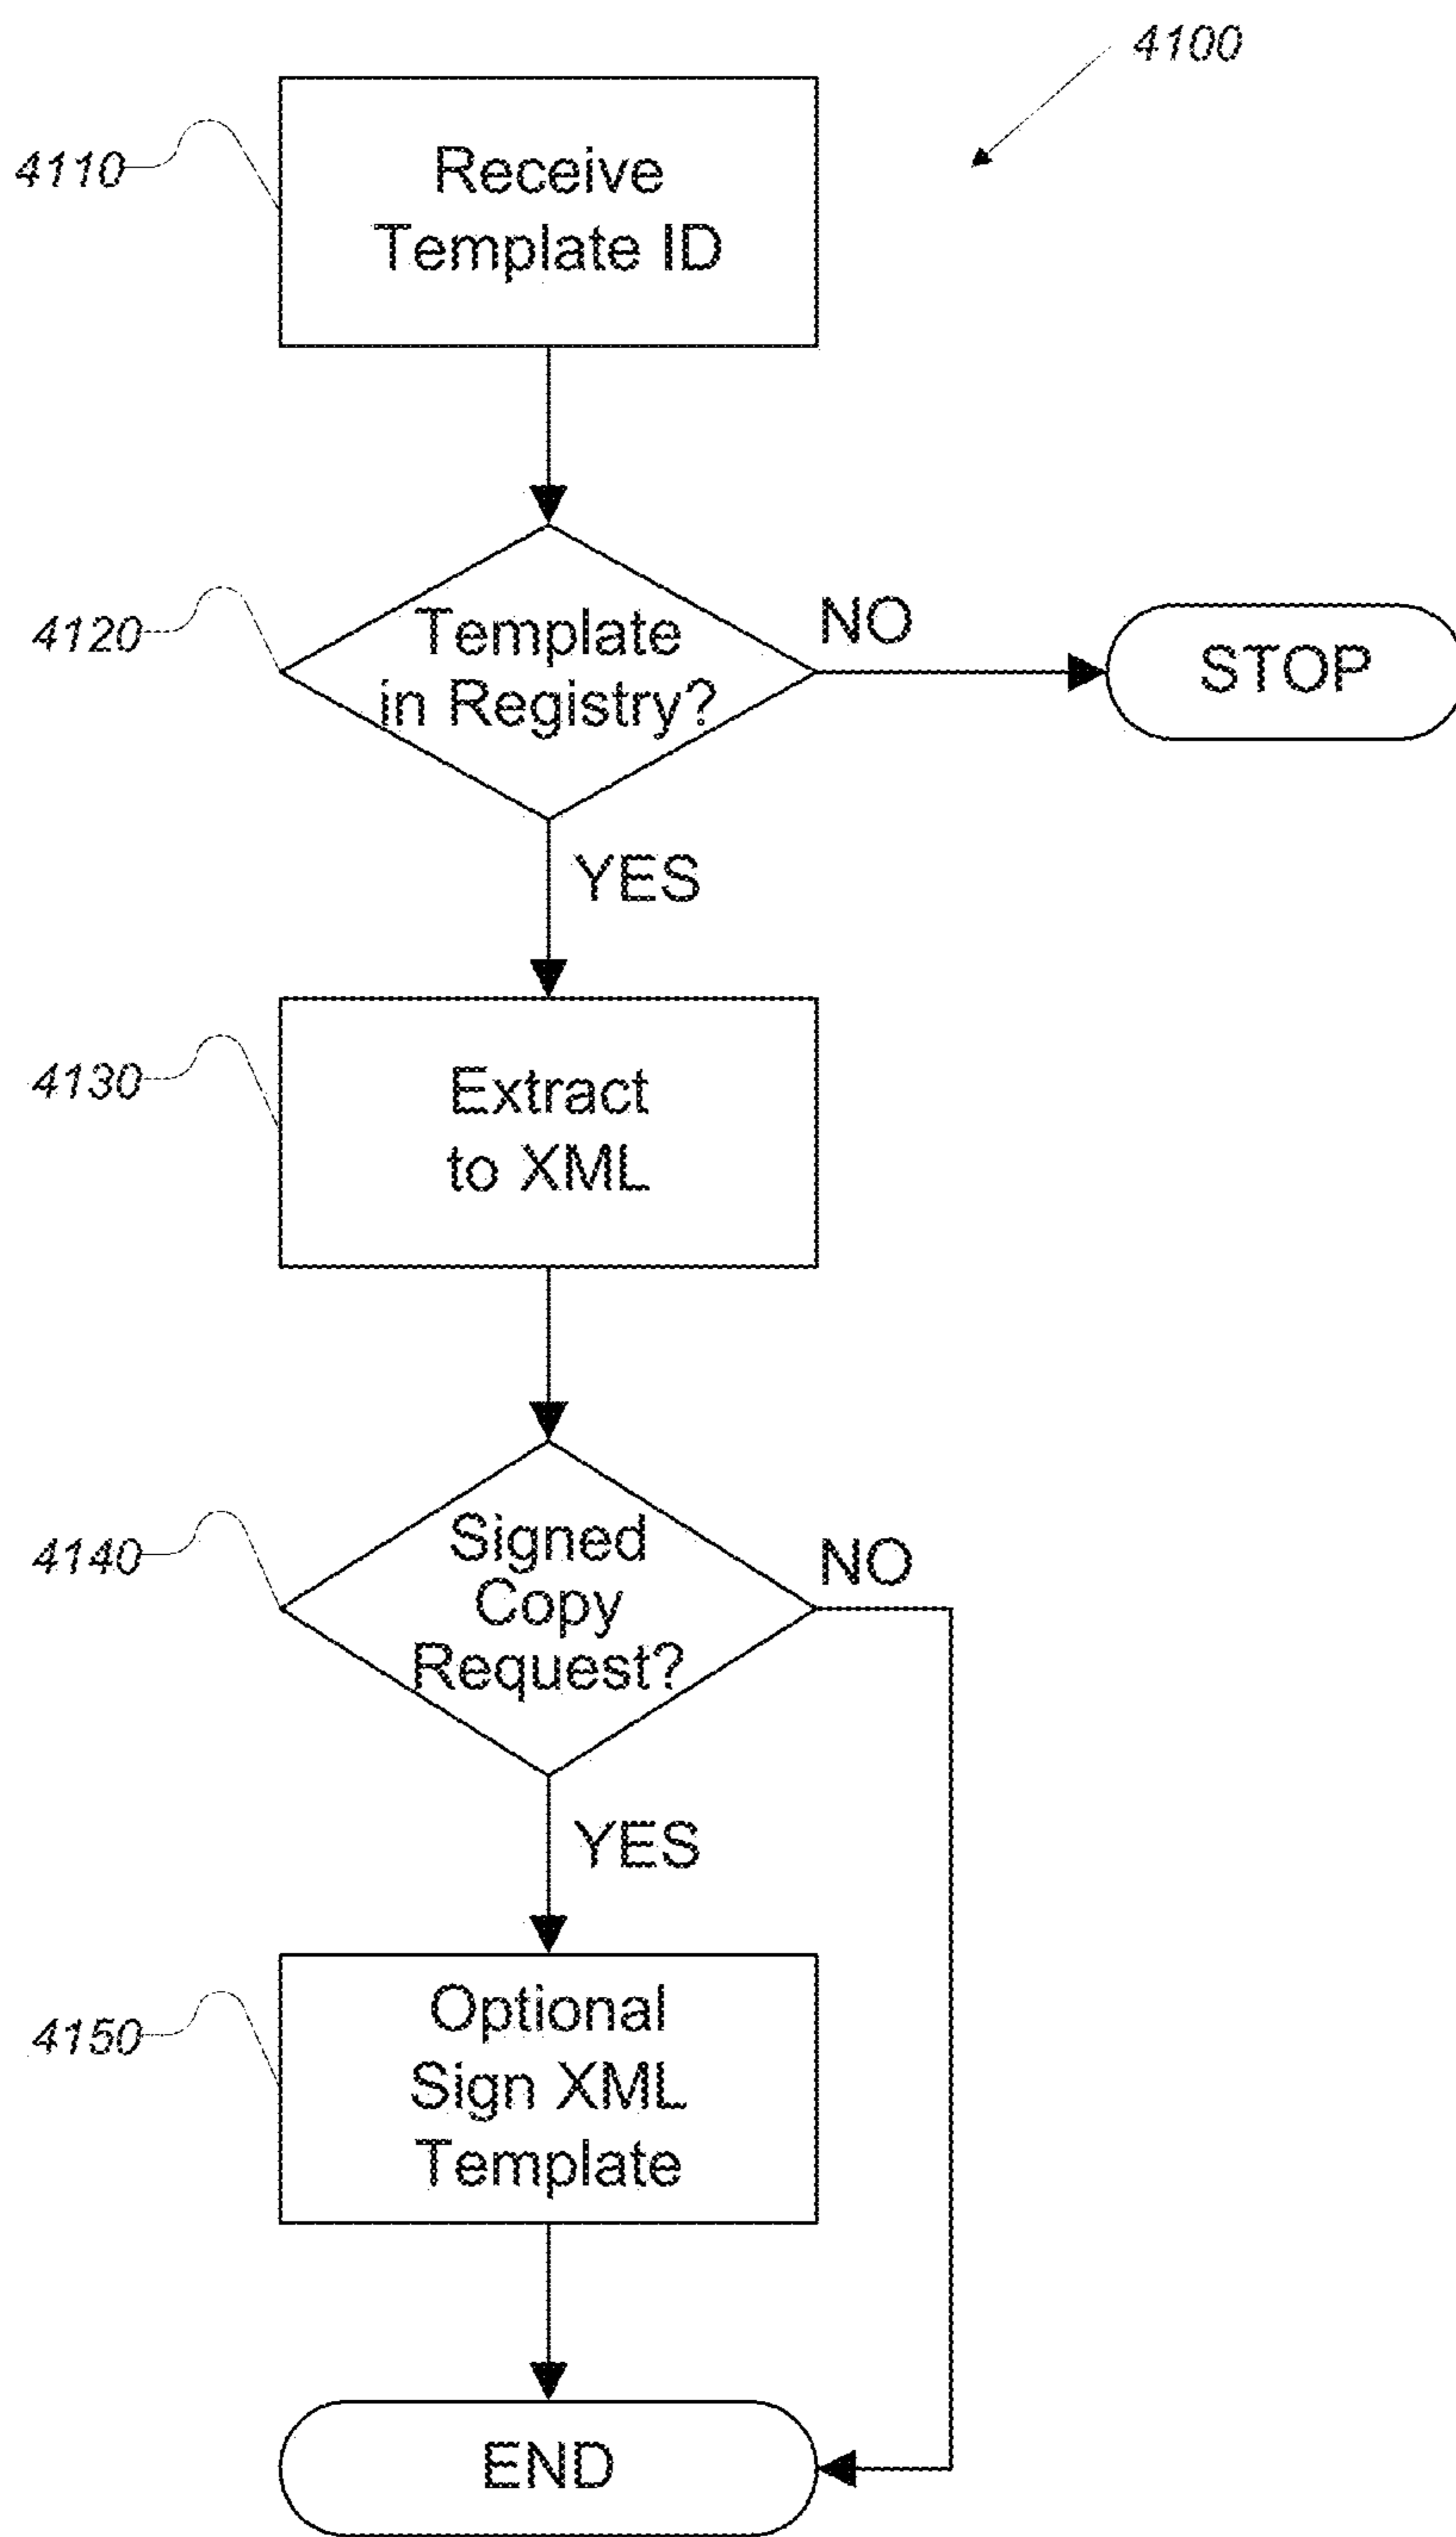 4100
4110
Receive
Template ID
4120
Template
in Registry?
NO
STOP
YES
4130
Extract
to XML
4140
Signed
Copy
Request?
NO
YES
4150
Optional
Sign XML
Template
END